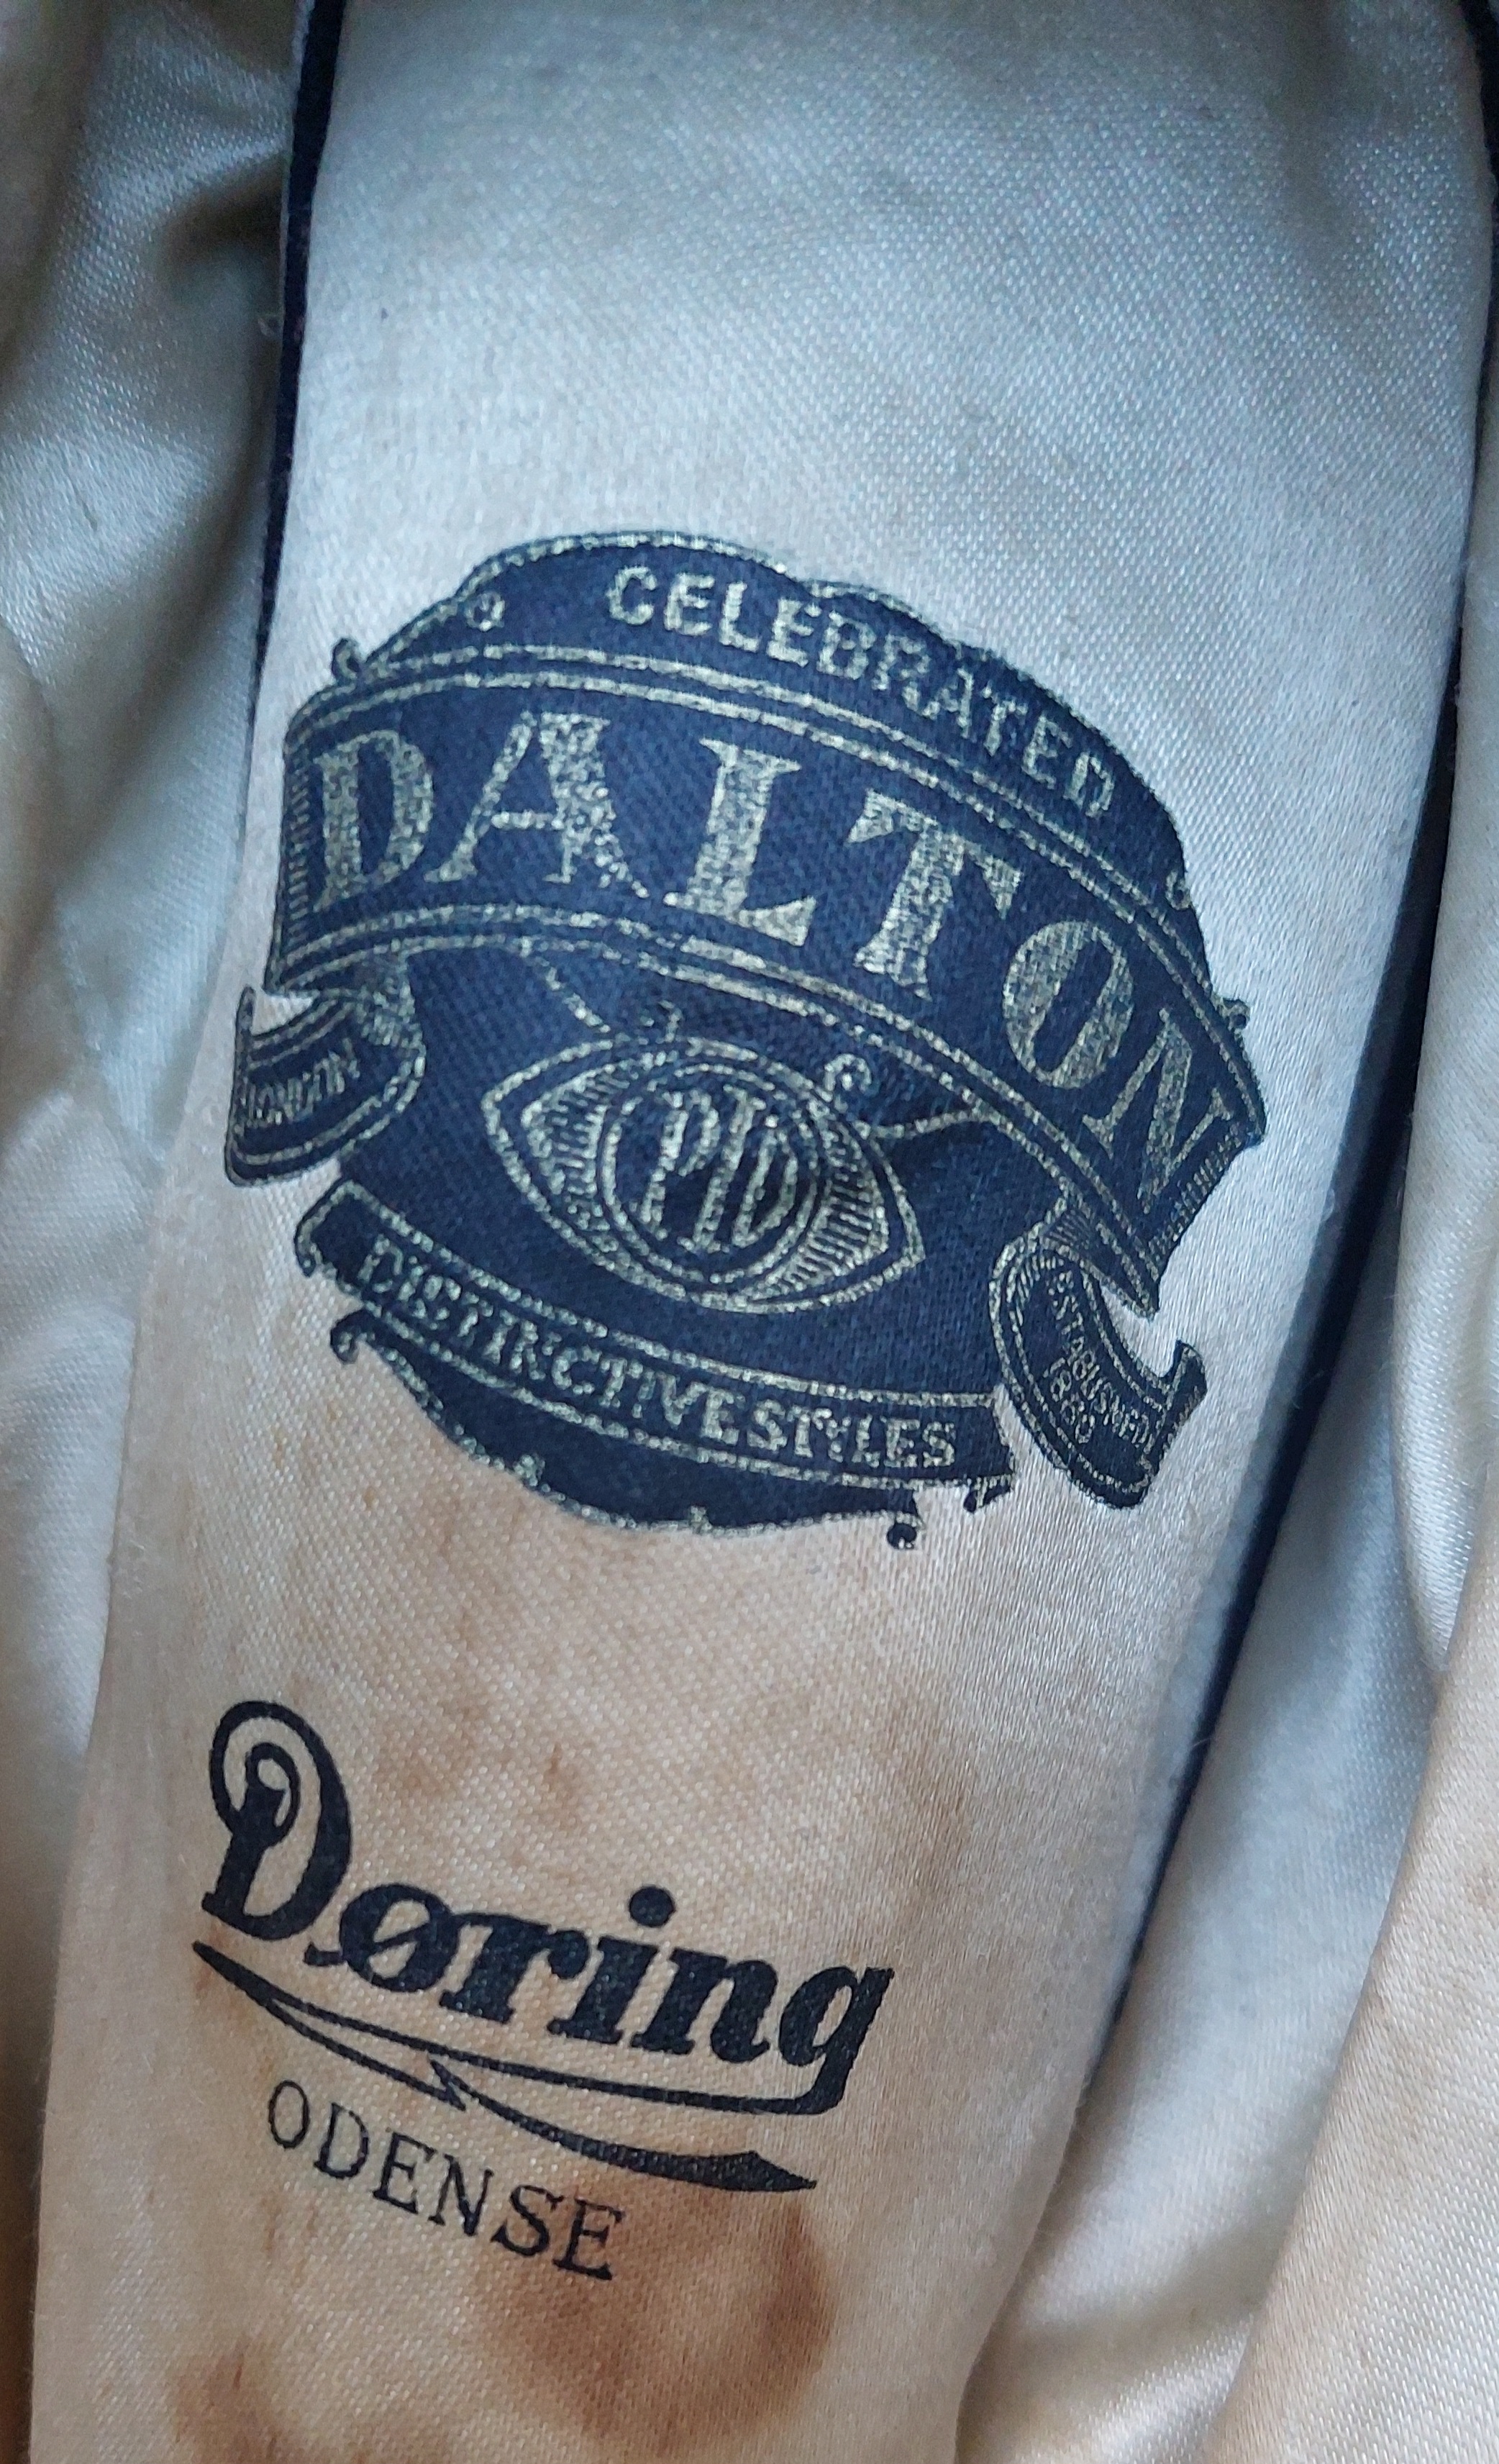 CELEBRATED
DALTON
LONDON
PD
DISTINCTIVE STYLES
ESTABLISHED
Døring
ODENSE